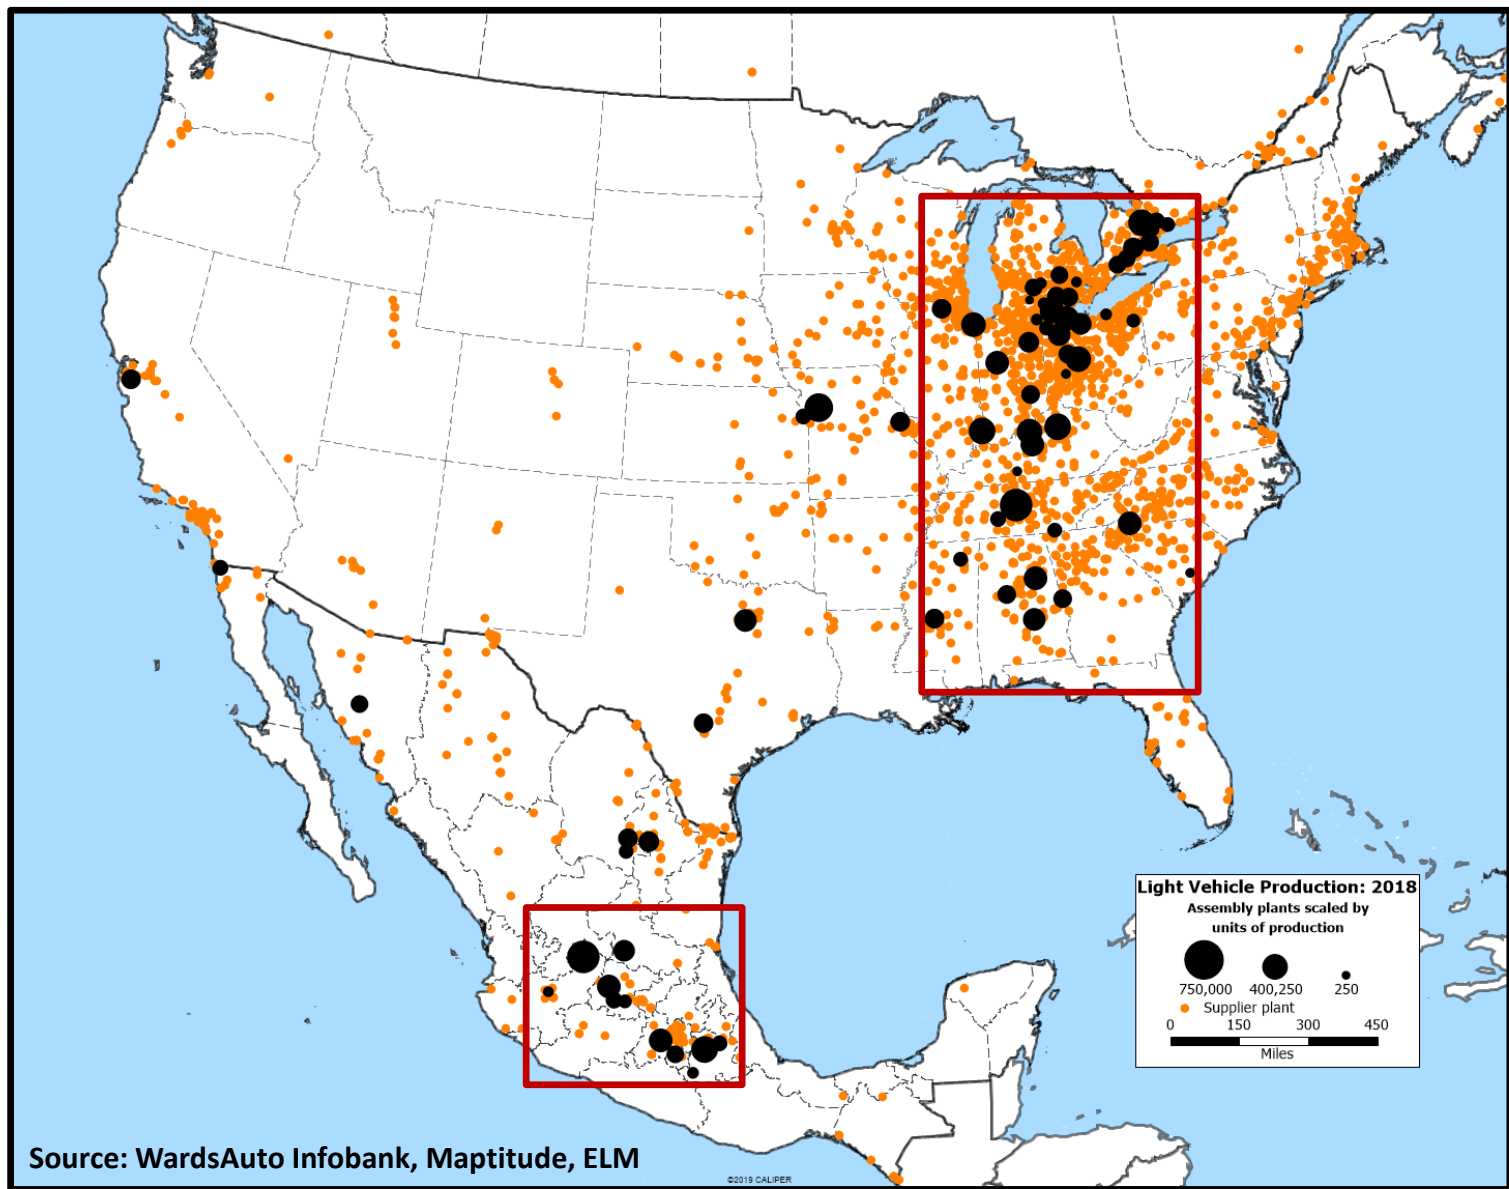 Light Vehicle Production: 2018
Assembly plants scaled by
units of production
750,000 400,250 250
Supplier plant
0 150 300 450
Miles
Source: WardsAuto Infobank, Maptitude, ELM
©2019 CALIPER